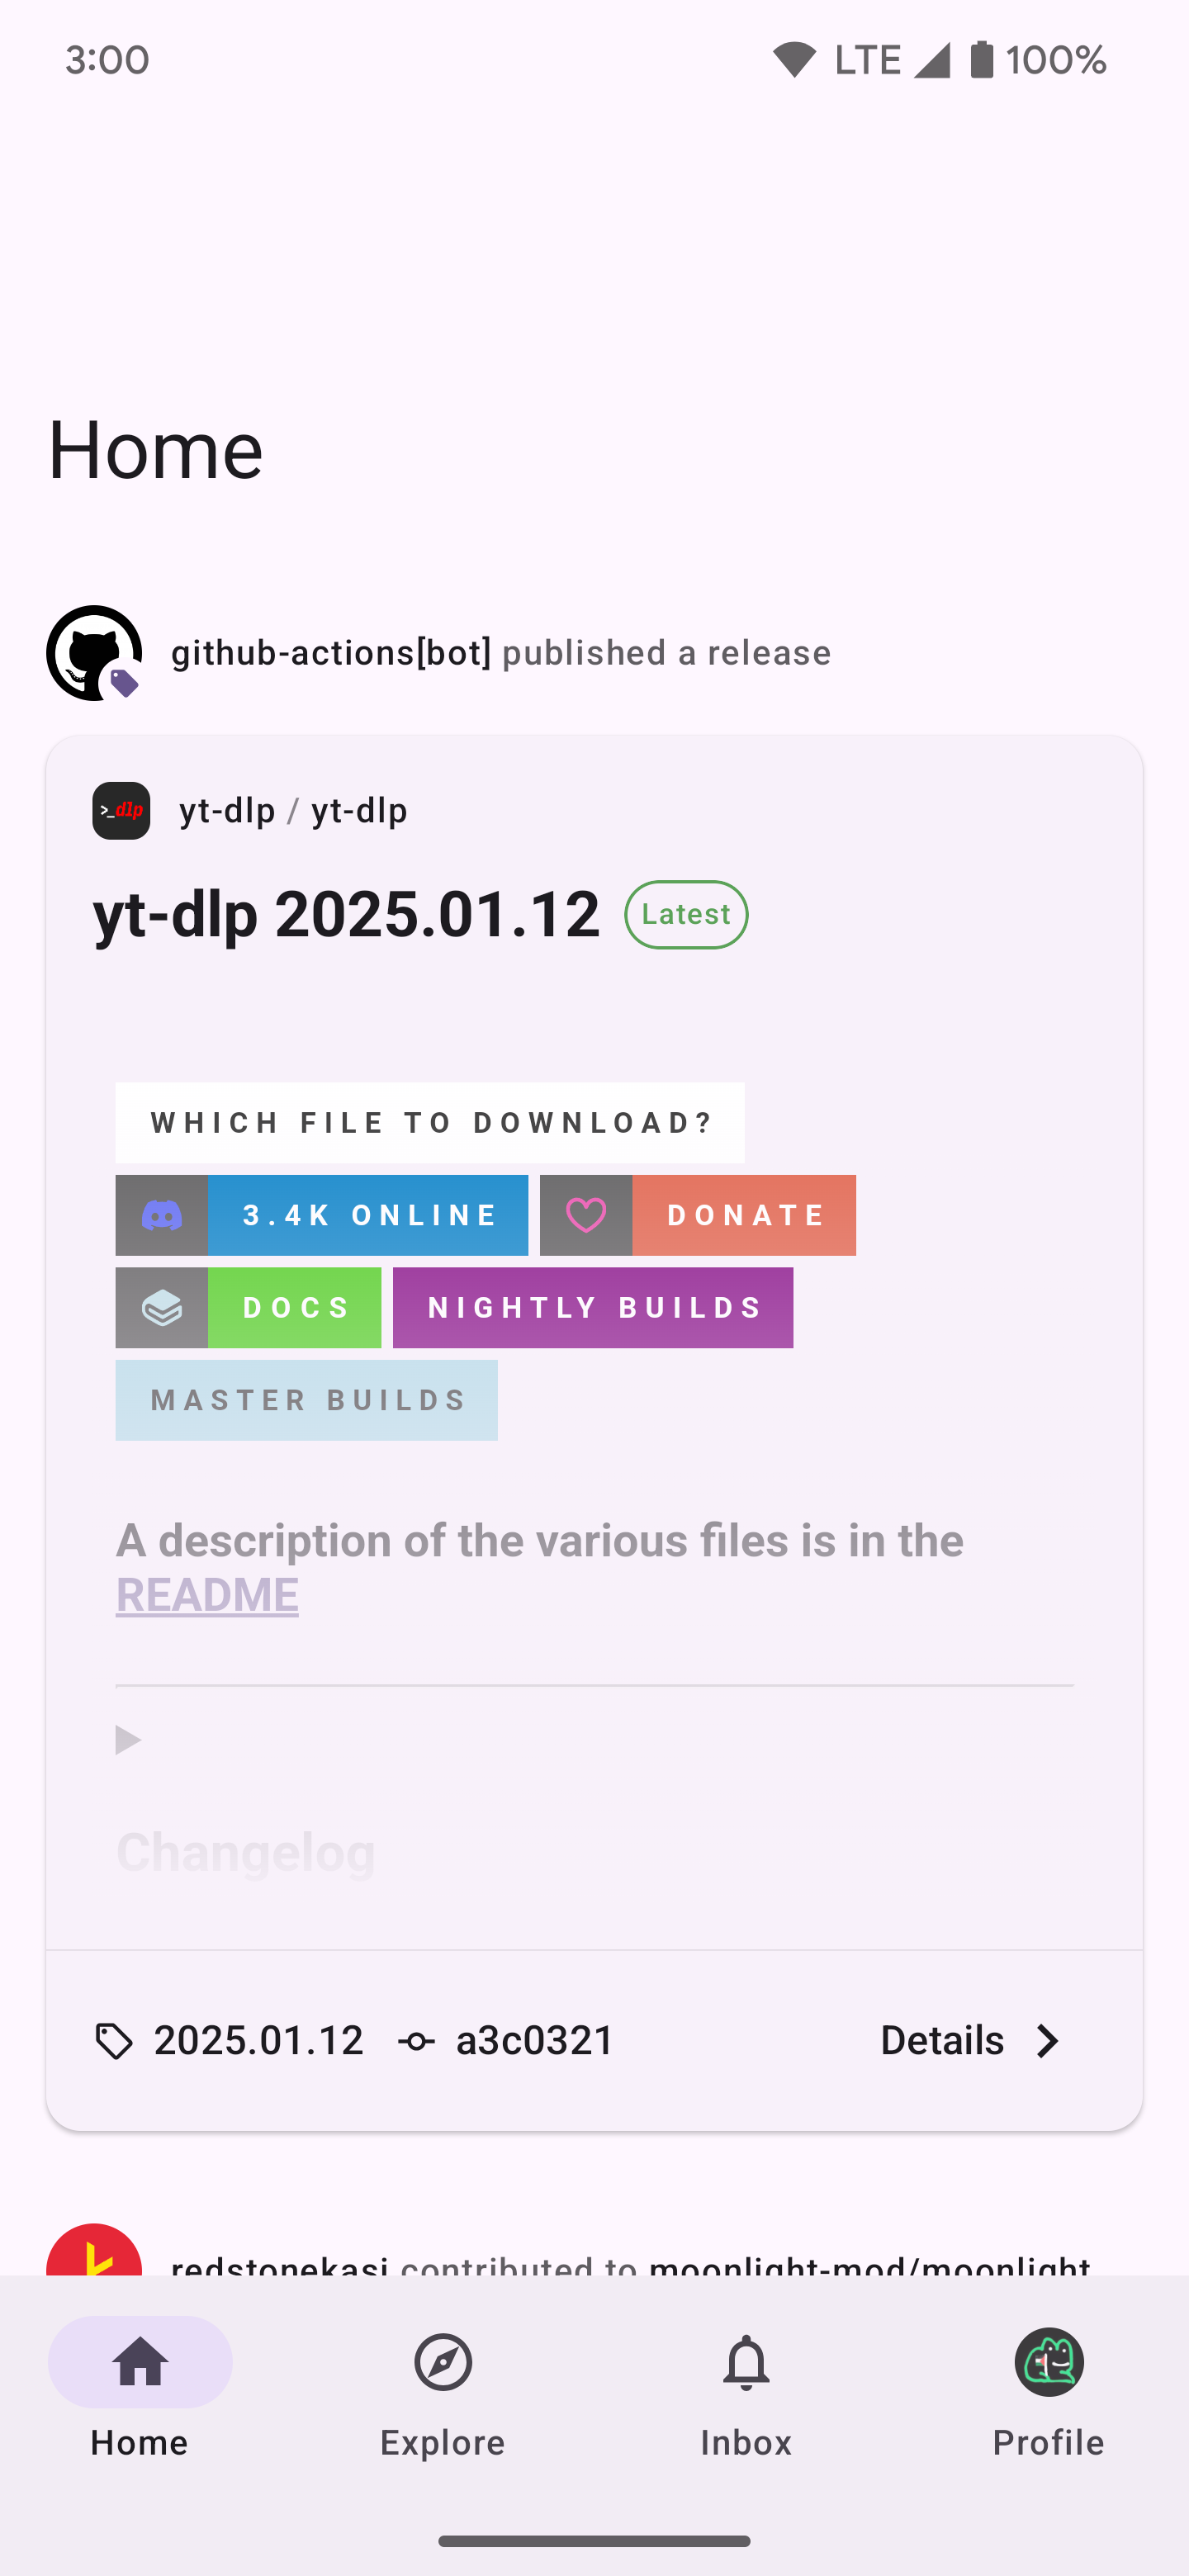 3:00 LTE 100%
Home
github-actions[bot] published a release
>_dlp yt-dlp / yt-dlp
yt-dlp 2025.01.12 Latest
WHICH FILE TO DOWNLOAD?
3.4K ONLINE DONATE
DOCS NIGHTLY BUILDS
MASTER BUILDS
A description of the various files is in the
README
Changelog
2025.01.12 a3c0321 Details
redstonekasi contributed to moonlight-mod/moonlight
Home Explore Inbox Profile